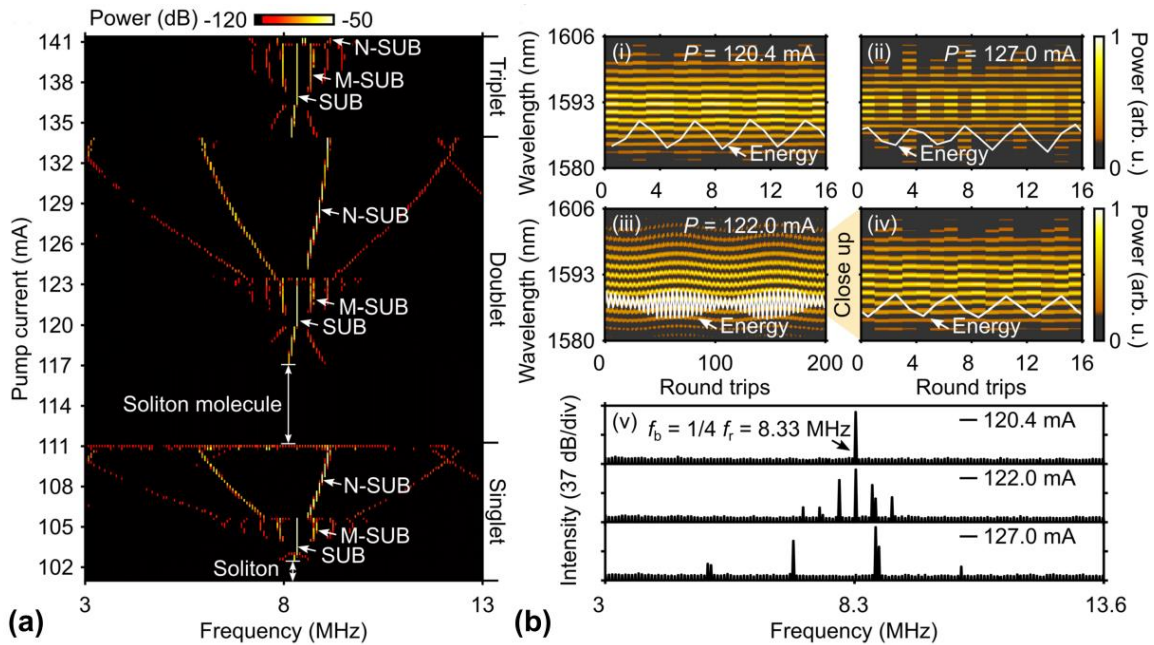 Power (dB) -120 -50
141
138
135
132
129
126
123
120
117
114
111
108
105
102
Pump current (mA)
N-SUB
M-SUB
SUB
Triplet
N-SUB
M-SUB
SUB
Doublet
Soliton molecule
N-SUB
M-SUB
SUB
Soliton
Singlet
3 8 13
Frequency (MHz)
(a)
1606
1593
1580
Wavelength (nm)
(i) P = 120.4 mA
Energy
0 4 8 12 16
(ii) P = 127.0 mA
Energy
0 4 8 12 16
1
0
Power (arb. u.)
1606
1593
1580
Wavelength (nm)
(iii) P = 122.0 mA
Energy
0 100 200
Round trips
Close up
(iv)
Energy
0 4 8 12 16
Round trips
1
0
Power (arb. u.)
Intensity (37 dB/div)
(v) fb = 1/4 fr = 8.33 MHz
120.4 mA
122.0 mA
127.0 mA
3 8.3 13.6
Frequency (MHz)
(b)